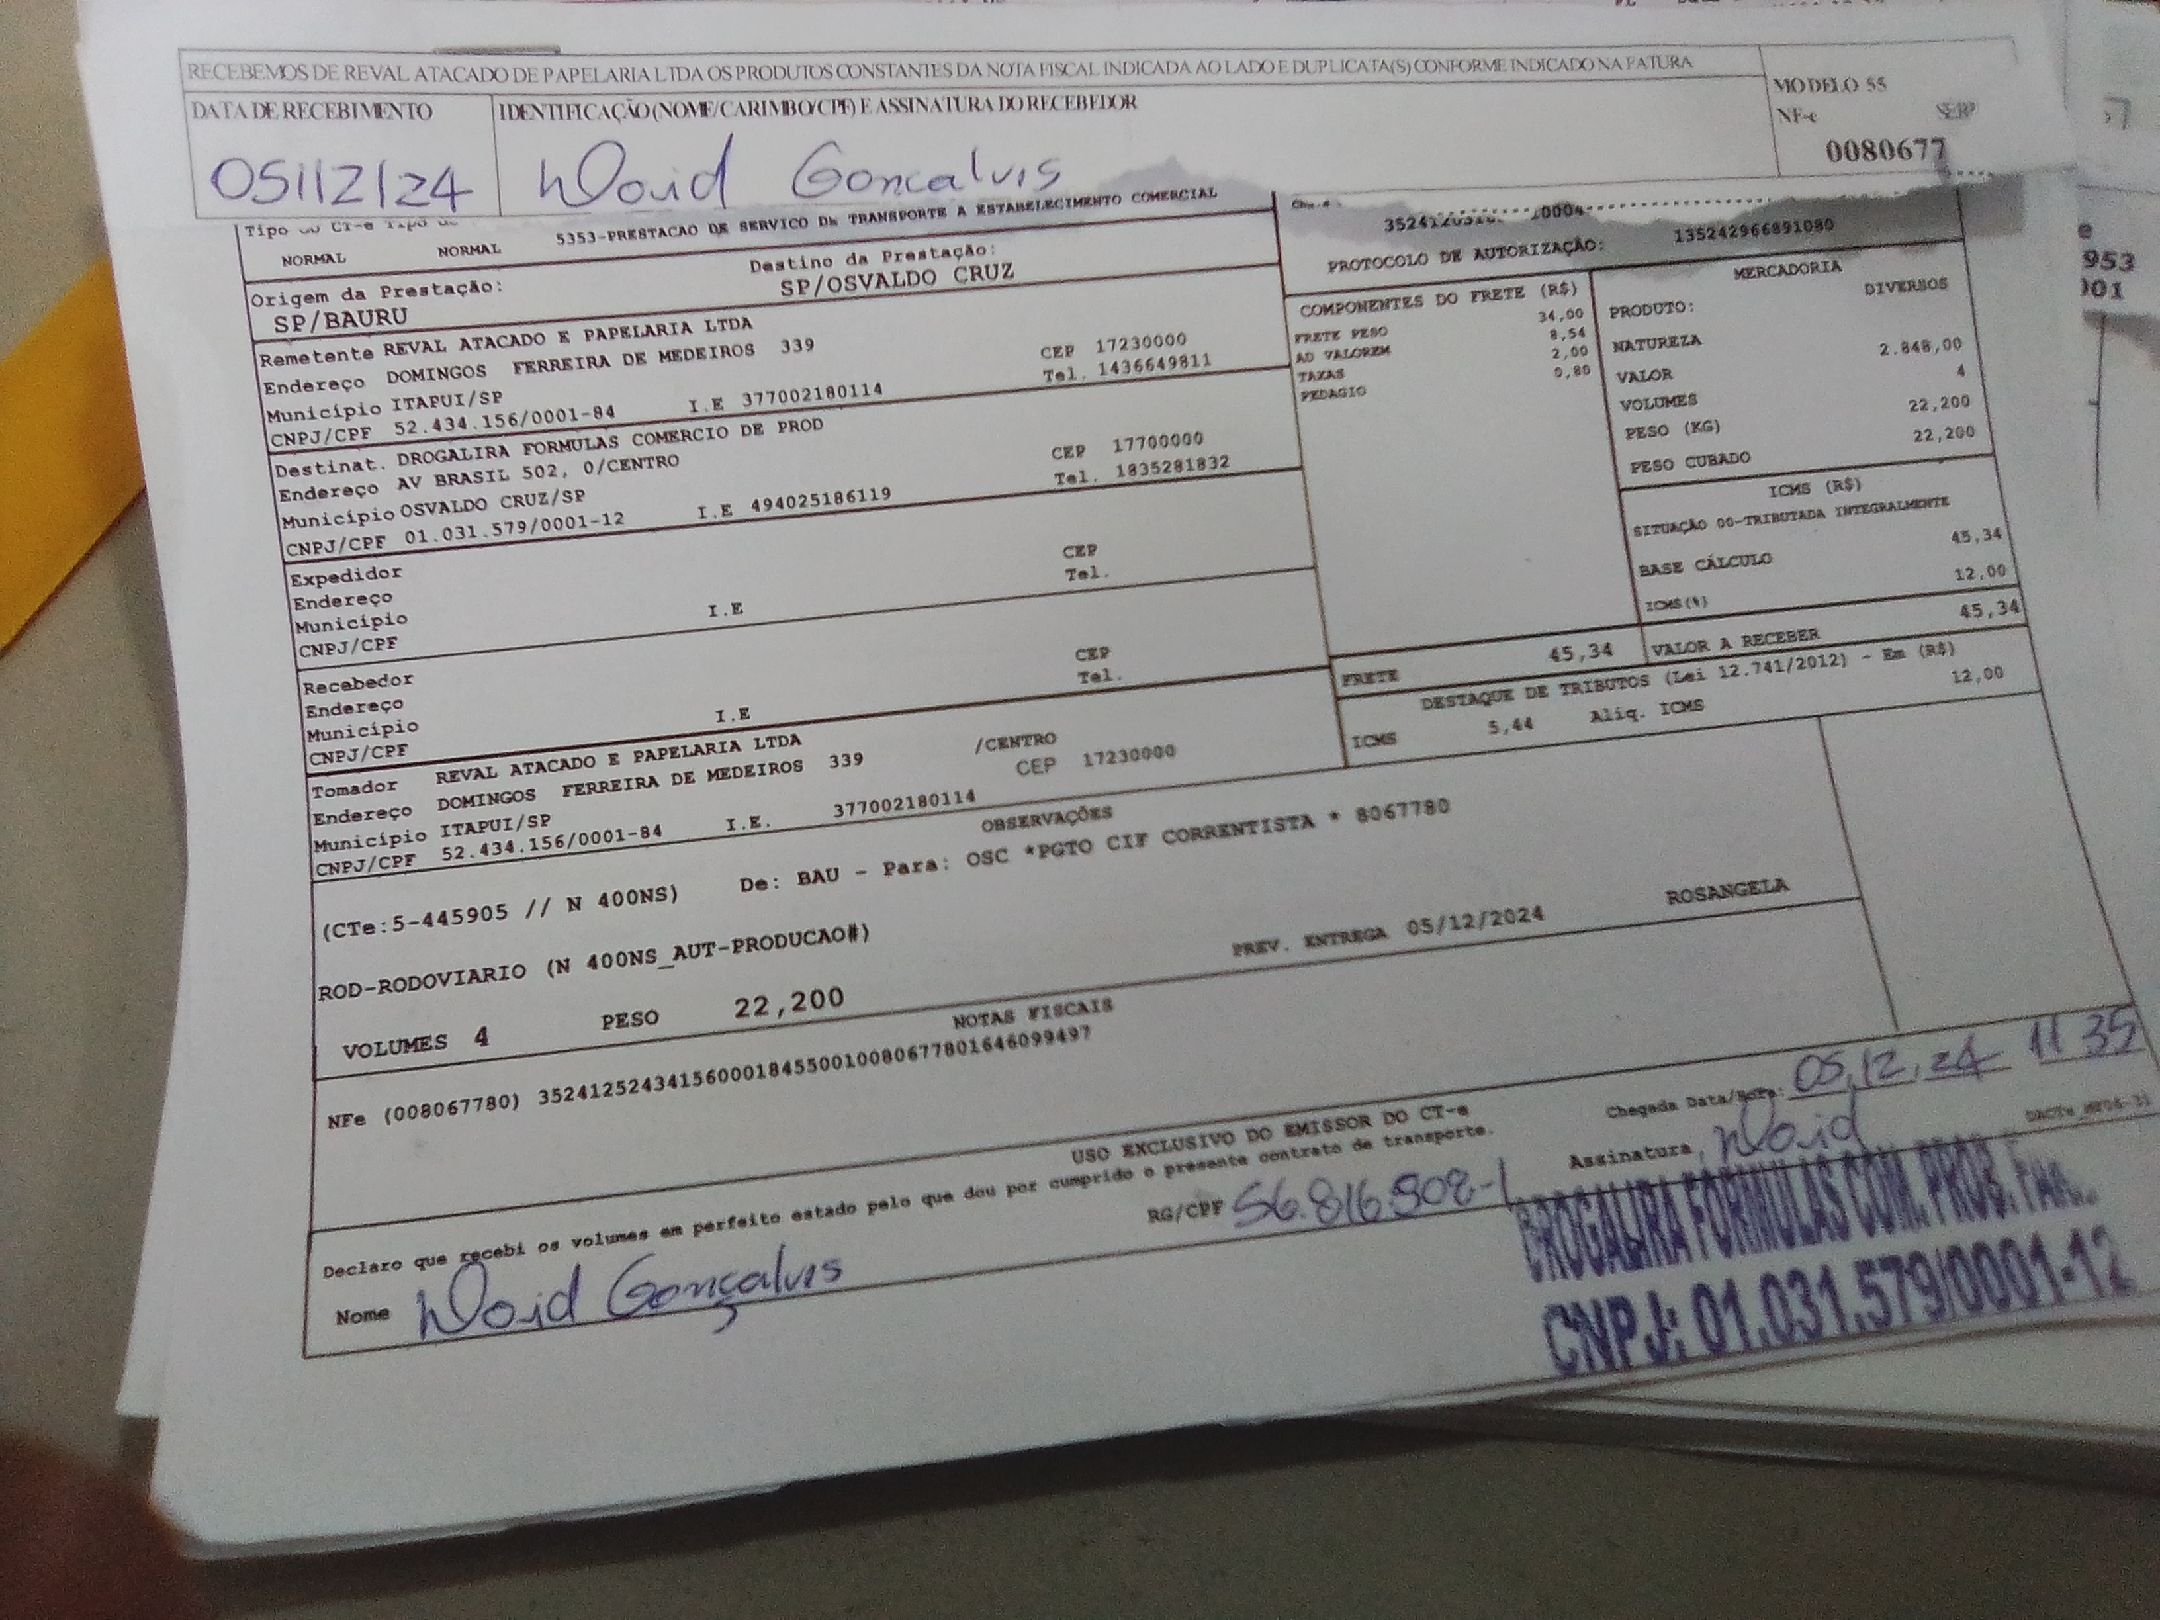 RECEBEMOS DE REVAL ATACADO DE PAPELARIA LTDA OS PRODUTOS CONSTANTES DA NOTA FISCAL INDICADA AO LADO E DUPLICATA(S) CONFORME INDICADO NA FATURA
DATA DE RECEBIMENTO IDENTIFICAÇÃO (NOME/CARIMBO/CPF) E ASSINATURA DO RECEBEDOR
MODELO 55
NF-e
0080677
05/12/24 David Goncalvis
NORMAL NORMAL 5353-PRESTACAO DE SERVICO DE TRANSPORTE A ESTABELECIMENTO COMERCIAL
PROTOCOLO DE AUTORIZAÇÃO: 135242966891080
Origem da Prestação: Destino da Prestação:
SP/BAURU SP/OSVALDO CRUZ
Remetente REVAL ATACADO E PAPELARIA LTDA
Endereço DOMINGOS FERREIRA DE MEDEIROS 339 CEP 17230000
Município ITAPUI/SP Tel. 1436649811
CNPJ/CPF 52.434.156/0001-84 I.E 377002180114
Destinat. DROGALIRA FORMULAS COMERCIO DE PROD
Endereço AV BRASIL 502, 0/CENTRO CEP 17700000
Município OSVALDO CRUZ/SP Tel. 1835281832
CNPJ/CPF 01.031.579/0001-12 I.E 494025186119
Expedidor
Endereço CEP
Município Tel.
CNPJ/CPF I.E
Recebedor
Endereço CEP
Município Tel.
CNPJ/CPF I.E
Tomador REVAL ATACADO E PAPELARIA LTDA
Endereço DOMINGOS FERREIRA DE MEDEIROS 339 /CENTRO
Município ITAPUI/SP CEP 17230000
CNPJ/CPF 52.434.156/0001-84 I.E. 377002180114
COMPONENTES DO FRETE (R$)
FRETE PESO 34,00
AD VALOREM 8,54
TAXAS 2,00
PEDAGIO 0,80
MERCADORIA
PRODUTO: DIVERSOS
NATUREZA
VALOR 2.848,00
VOLUMES 4
PESO (KG) 22,200
PESO CUBADO 22,200
ICMS (R$)
SITUAÇÃO 00-TRIBUTADA INTEGRALMENTE
BASE CÁLCULO 45,34
ICMS(%) 12,00
FRETE 45,34 VALOR A RECEBER 45,34
DESTAQUE DE TRIBUTOS (Lei 12.741/2012) - Em (R$)
ICMS 5,44 Aliq. ICMS 12,00
OBSERVAÇÕES
(CTe:5-445905 // N 400NS) De: BAU - Para: OSC *PGTO CIF CORRENTISTA * 8067780
ROD-RODOVIARIO (N 400NS_AUT-PRODUCAO#) PREV. ENTREGA 05/12/2024 ROSANGELA
VOLUMES 4 PESO 22,200
NOTAS FISCAIS
NFe (008067780) 35241252434156000184550010080677801646099497
USO EXCLUSIVO DO EMISSOR DO CT-e
Declaro que recebi os volumes em perfeito estado pelo que dou por cumprido o presente contrato de transporte.
Chegada Data/Hora: 05.12.24 11 35
Nome David Gonçalvis RG/CPF 56.816.908-1 Assinatura David
DROGALIRA FORMULAS COM. PROD.
CNPJ: 01.031.579/0001-12
953